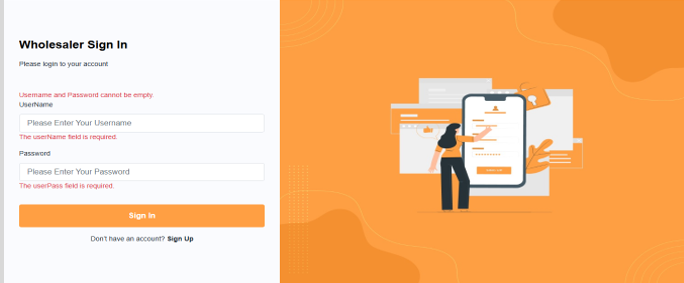 Wholesaler Sign In
Please login to your account
Username and Password cannot be empty.
UserName
Please Enter Your Username
The userName field is required.
Password
Please Enter Your Password
The userPass field is required.
Sign in
Don't have an account? Sign Up